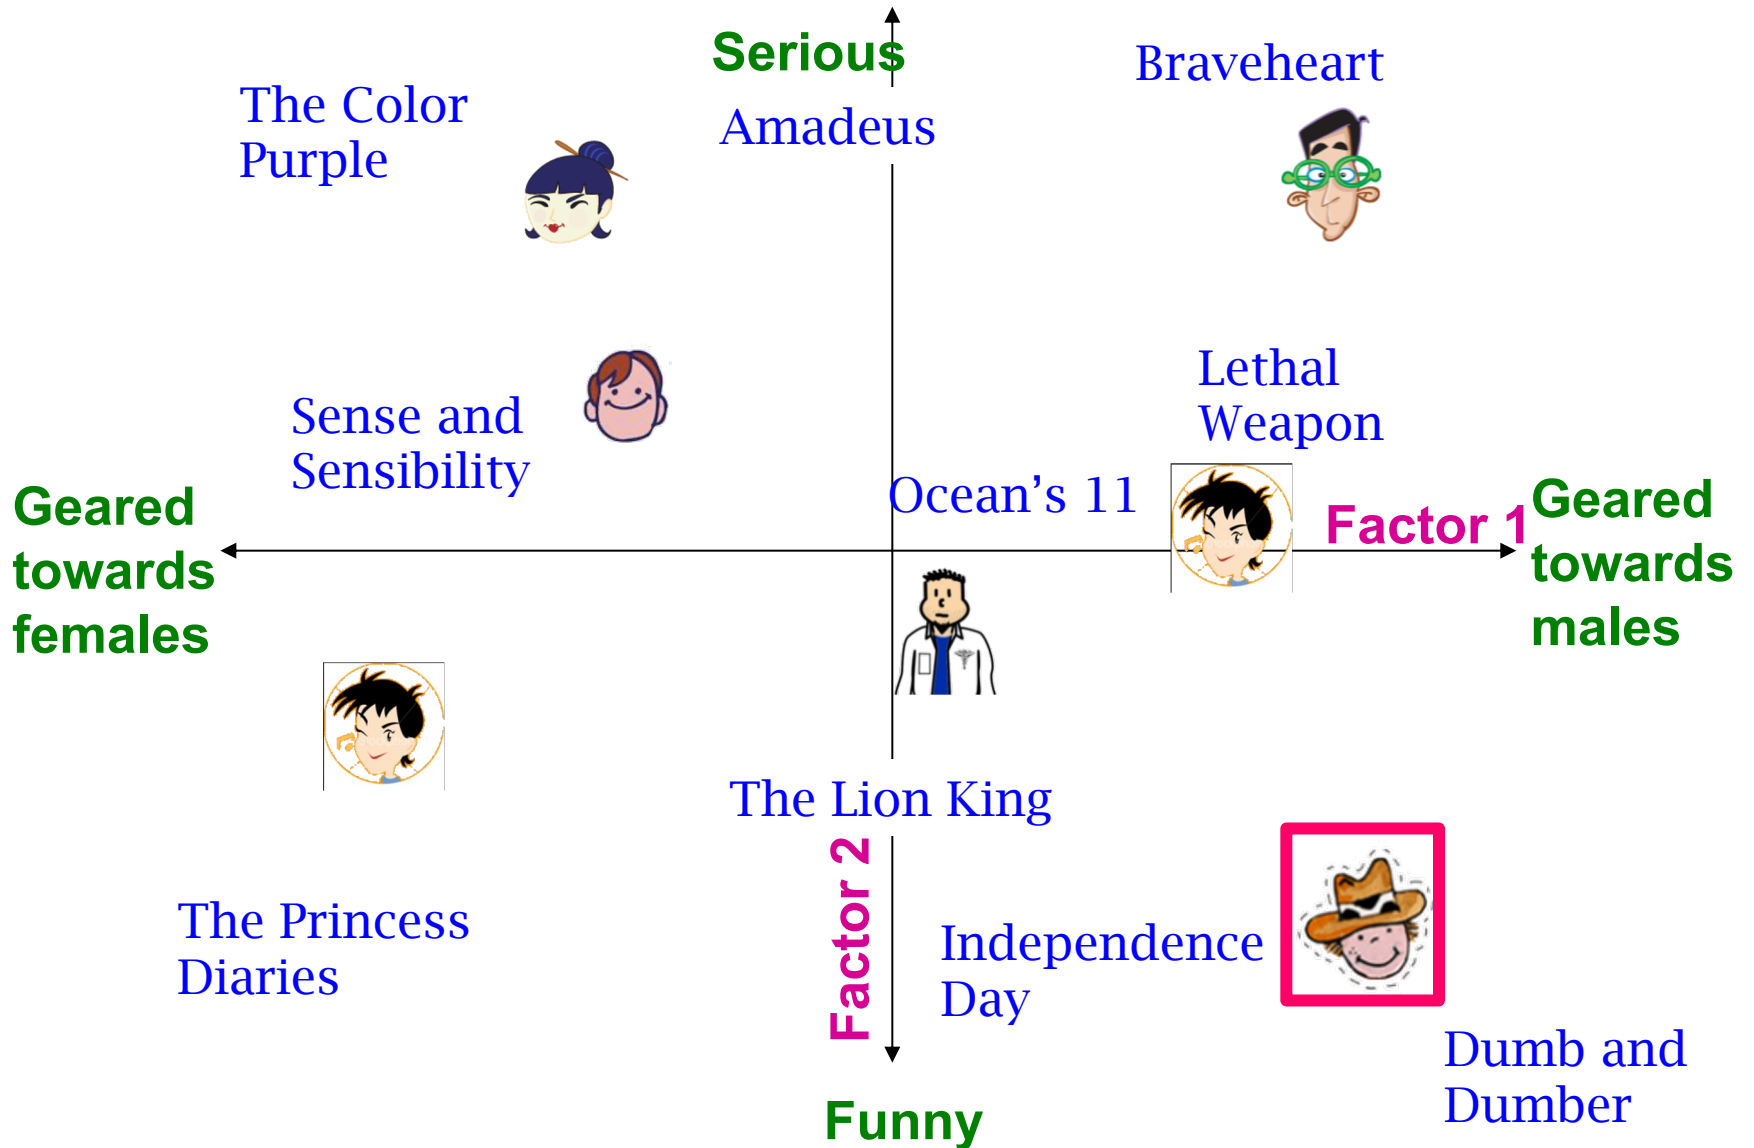 Serious
Braveheart
The Color
Purple
Amadeus
Lethal
Weapon
Sense and
Sensibility
Ocean's 11
Geared
towards
females
Factor 1
Geared
towards
males
The Lion King
Factor 2
The Princess
Diaries
Independence
Day
Dumb and
Dumber
Funny